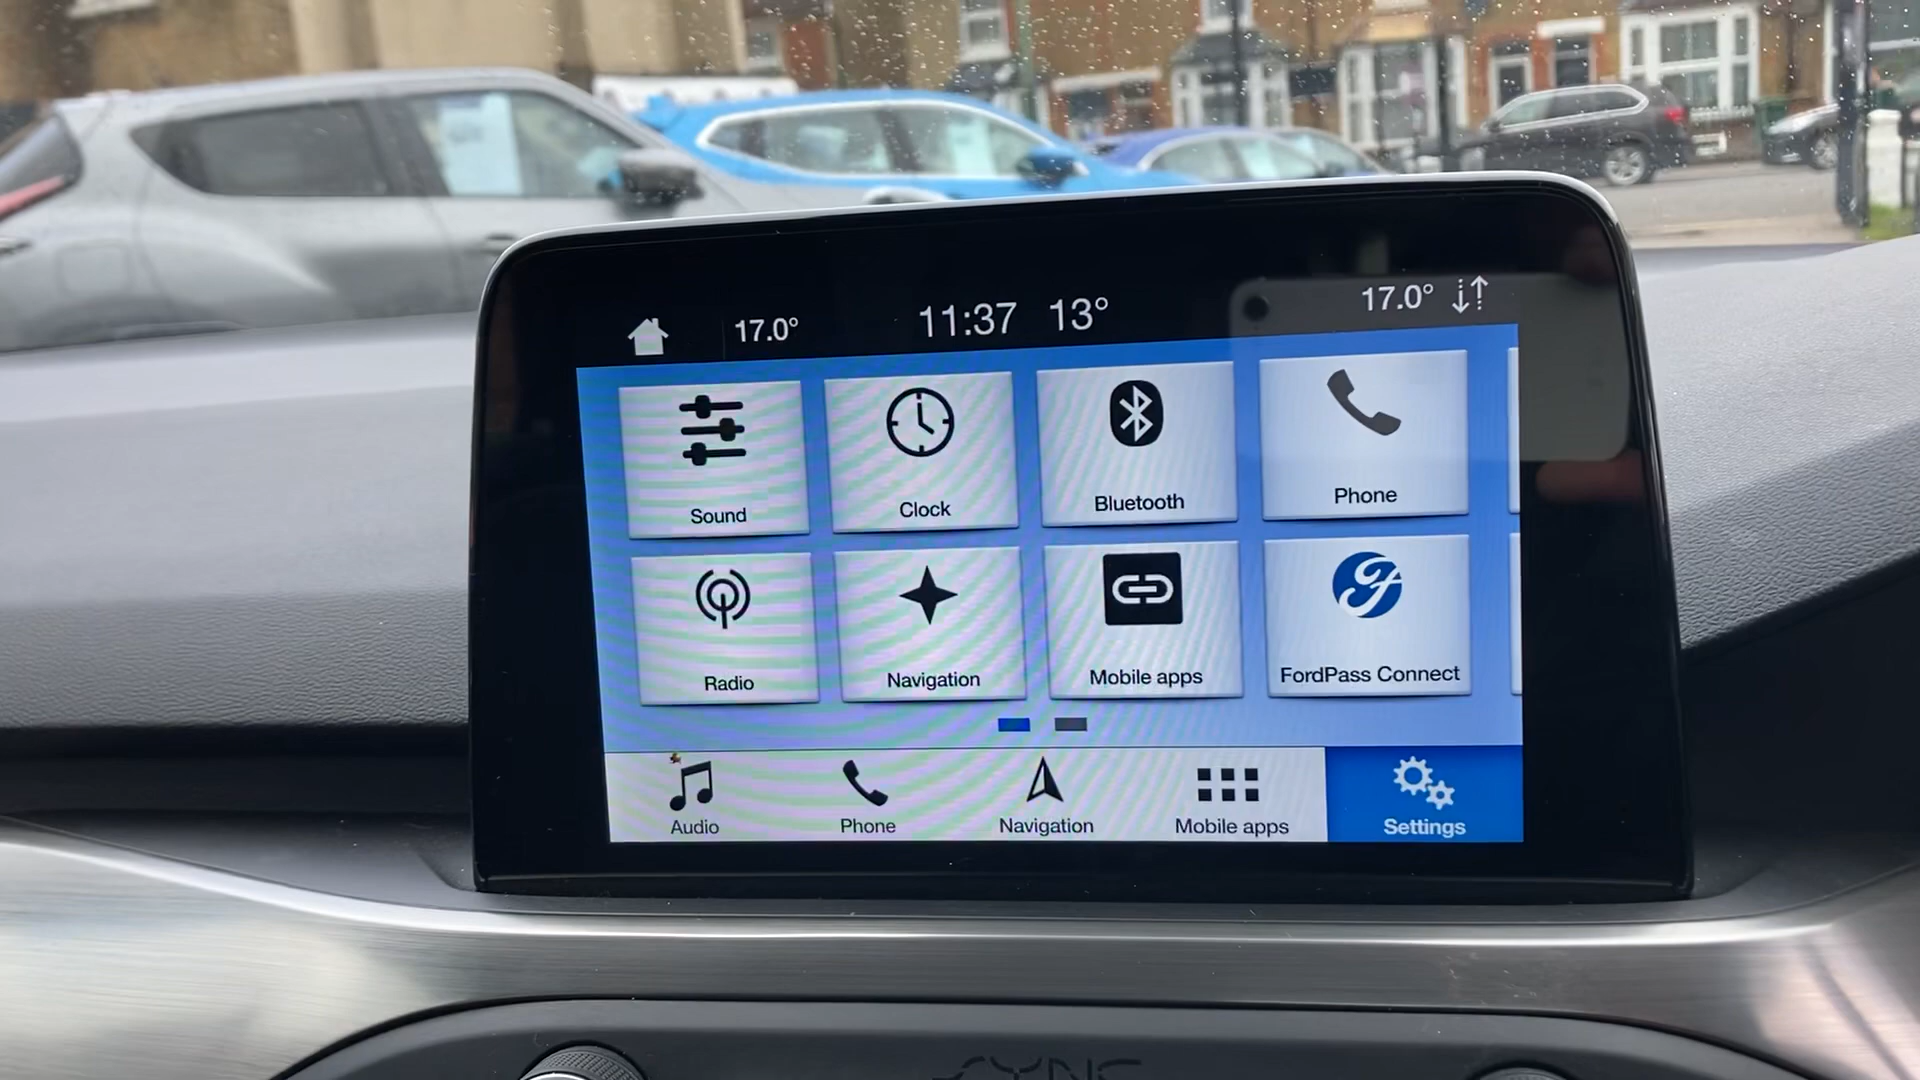 17.0° 11:37 13° 17.0°
Sound Clock Bluetooth Phone
Radio Navigation Mobile apps FordPass Connect
Audio Phone Navigation Mobile apps Settings
SYNC